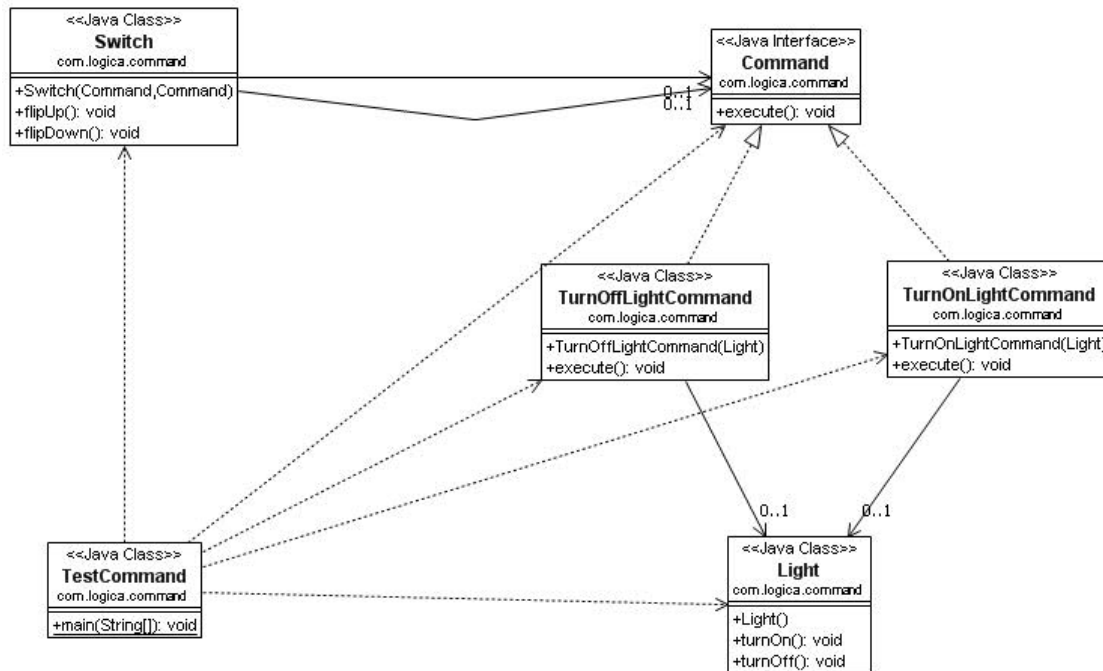 <<Java Class>>
Switch
com.logica.command
+Switch(Command,Command)
+flipUp(): void
+flipDown(): void
<<Java Interface>>
Command
com.logica.command
+execute(): void
0..1
0..1
<<Java Class>>
TurnOffLightCommand
com.logica.command
+TurnOffLightCommand(Light)
+execute(): void
<<Java Class>>
TurnOnLightCommand
com.logica.command
+TurnOnLightCommand(Light)
+execute(): void
0..1
0..1
<<Java Class>>
TestCommand
com.logica.command
+main(String[]): void
<<Java Class>>
Light
com.logica.command
+Light()
+turnOn(): void
+turnOff(): void